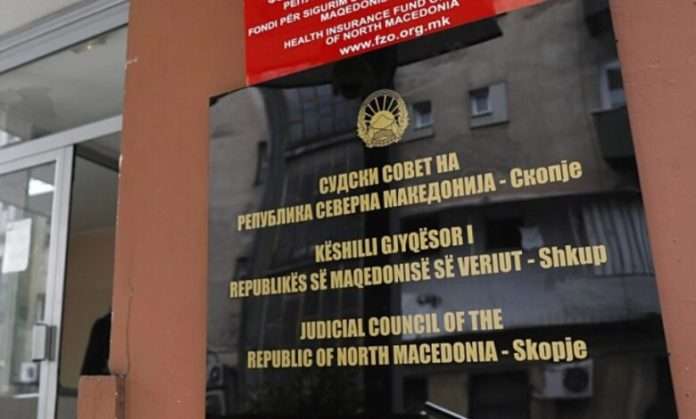 FONDI PËR SIGURIM
MAQEDONIS
HEALTH INSURANCE FUND O
OF NORTH MACEDONIA
www.fzo.org.mk
СУДСКИ СОВЕТ НА
РЕПУБЛИКА СЕВЕРНА МАКЕДОНИЈА - Скопје
KËSHILLI GJYQËSOR I
REPUBLIKËS SË MAQEDONISË SË VERIUT - Shkup
JUDICIAL COUNCIL OF THE
REPUBLIC OF NORTH MACEDONIA - Skopje